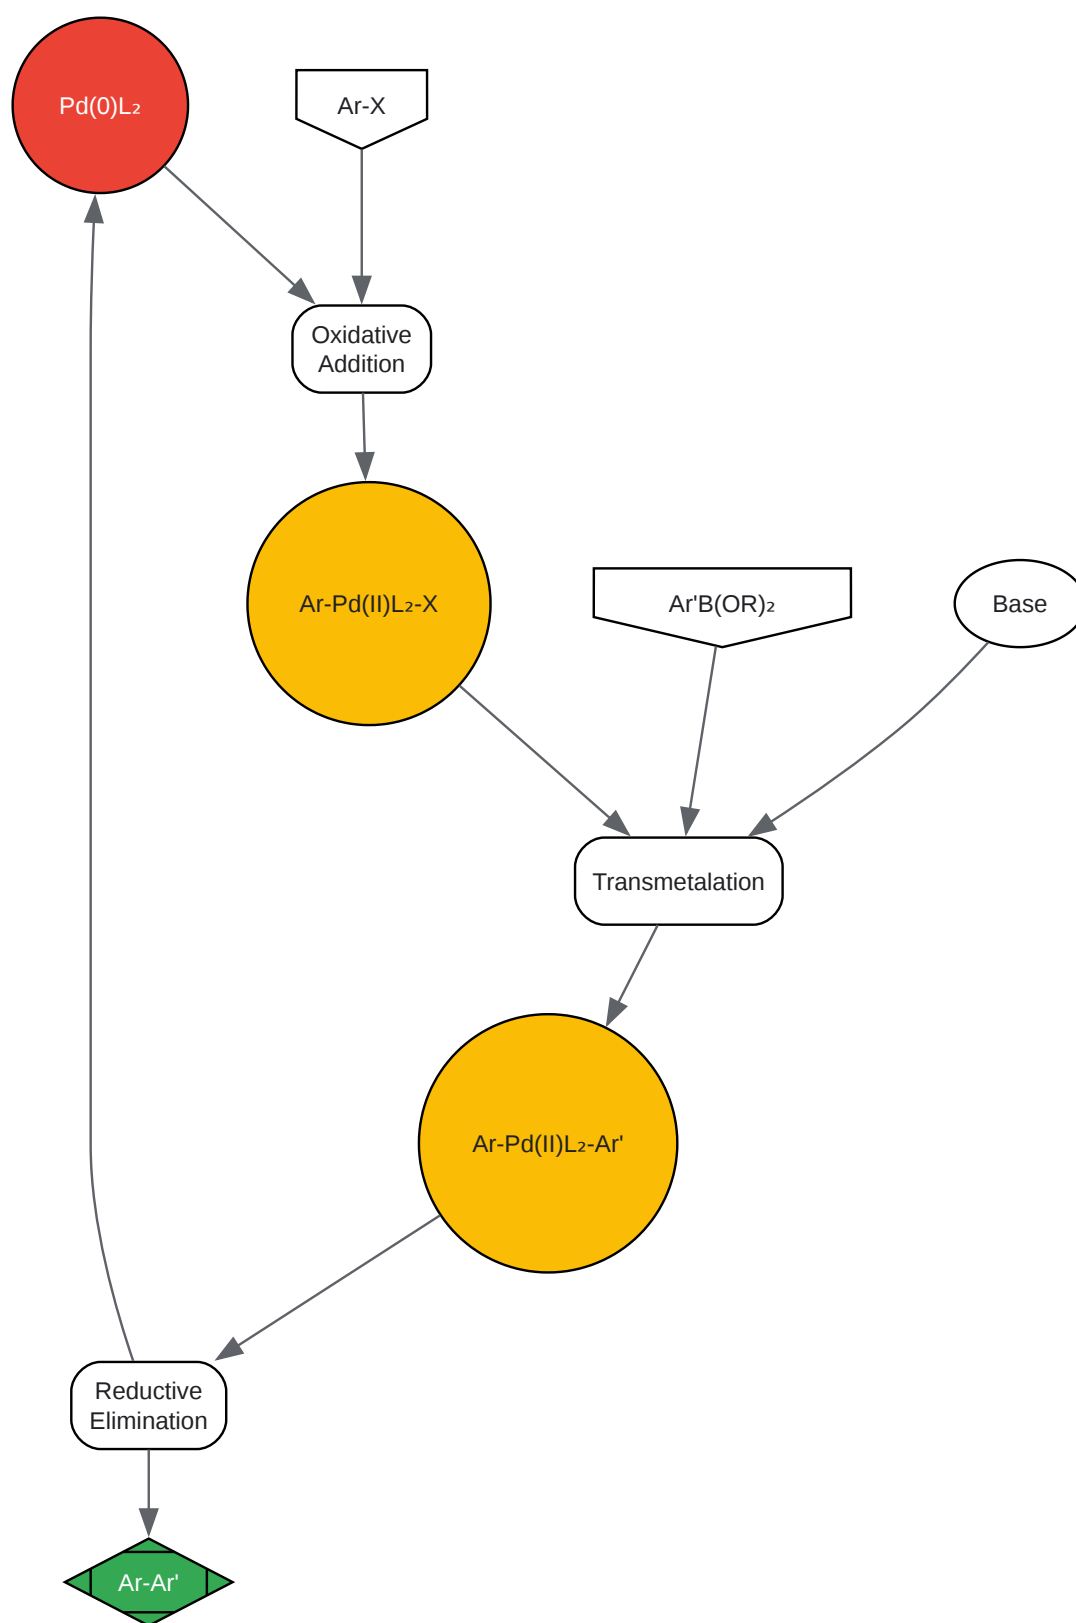 Pd(0)L₂
Ar-X
Oxidative
Addition
Ar-Pd(II)L₂-X
Ar'B(OR)₂
Base
Transmetalation
Ar-Pd(II)L₂-Ar'
Reductive
Elimination
Ar-Ar'